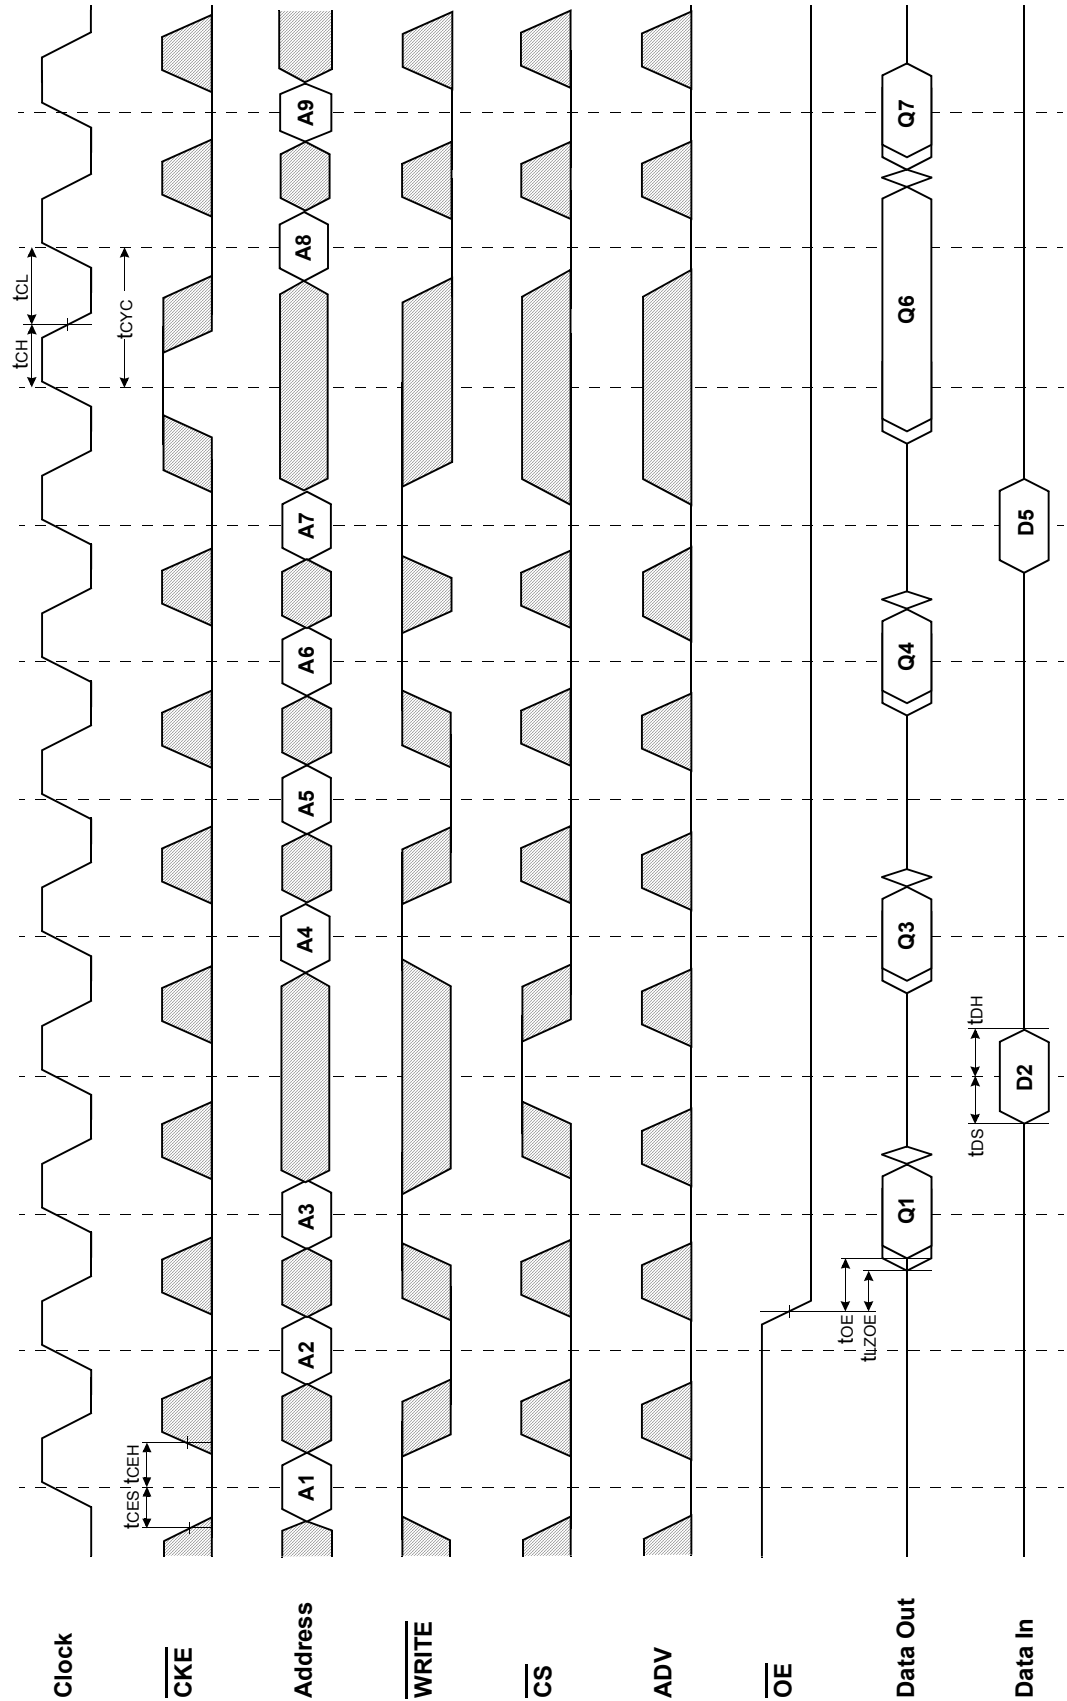 Clock
tCH
tCL
tCES
tCEH
tCYC
CKE
Address
A1
A2
A3
A4
A5
A6
A7
A8
A9
WRITE
CS
ADV
OE
tOE
tLZOE
Data Out
Q1
Q3
Q4
Q6
Q7
tDS
tDH
Data In
D2
D5